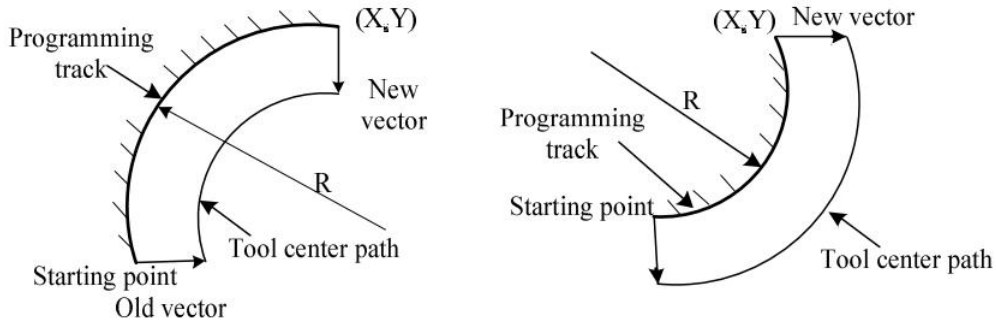 (X,Y)
Programming
track
New
vector
R
Tool center path
Starting point
Old vector
(X,Y)
New vector
R
Programming
track
Starting point
Tool center path